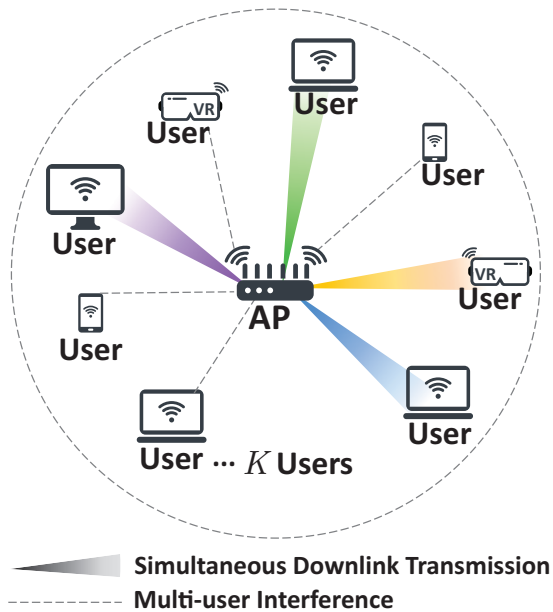 User
VR
User
User
User
VR
User
AP
User
User
User ... K Users
Simultaneous Downlink Transmission
Multi-user Interference